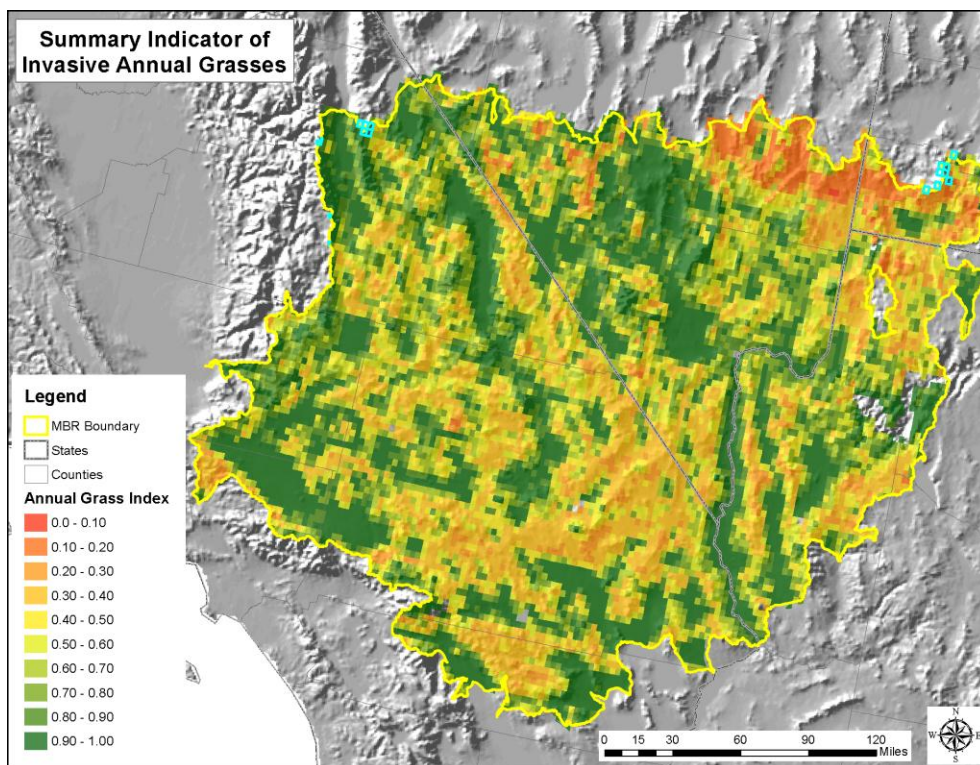 Summary Indicator of
Invasive Annual Grasses
Legend
MBR Boundary
States
Counties
Annual Grass Index
0.0 - 0.10
0.10 - 0.20
0.20 - 0.30
0.30 - 0.40
0.40 - 0.50
0.50 - 0.60
0.60 - 0.70
0.70 - 0.80
0.80 - 0.90
0.90 - 1.00
0 15 30 60 90 120
Miles
N
W E
S